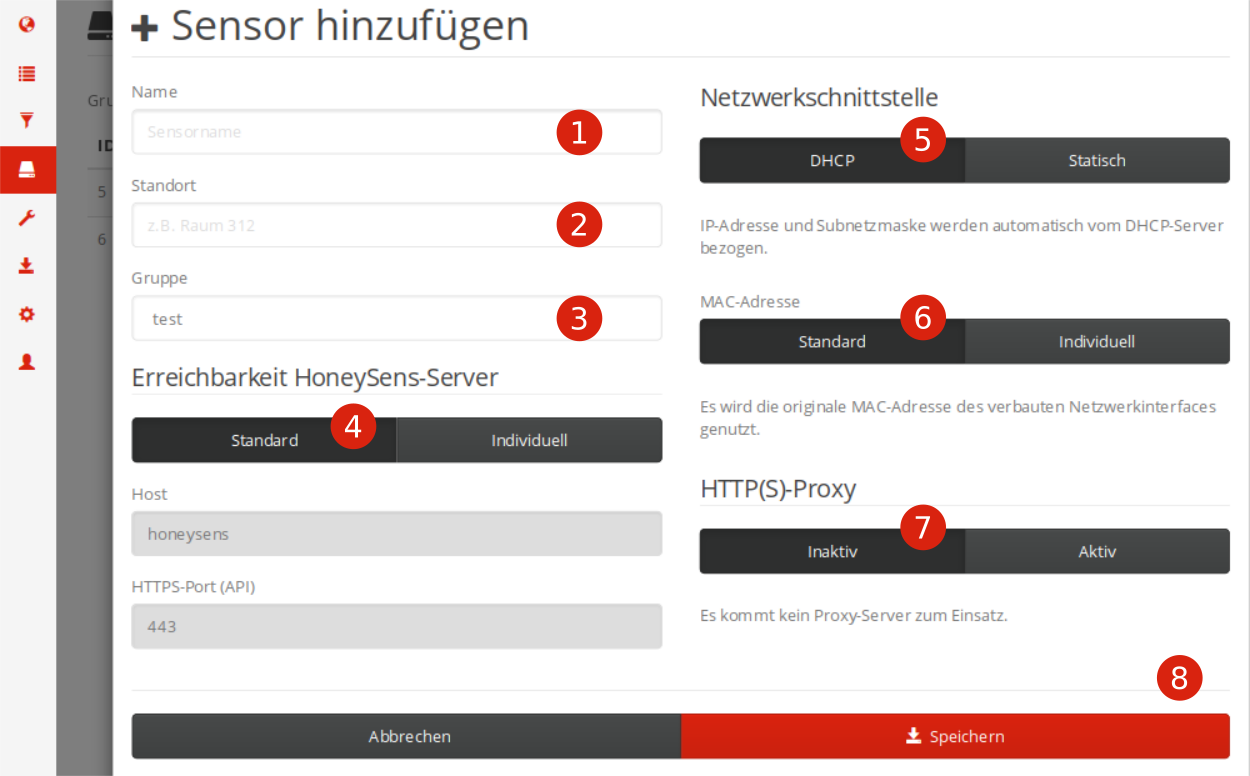 Sensor hinzufügen
Gru
ID
5
6
Name
Sensorname
1
Standort
z.B. Raum 312
2
Gruppe
test
3
Erreichbarkeit HoneySens-Server
4
Standard Individuell
Host
honeysens
HTTPS-Port (API)
443
Netzwerkschnittstelle
5
DHCP Statisch
IP-Adresse und Subnetzmaske werden automatisch vom DHCP-Server
bezogen.
MAC-Adresse
6
Standard Individuell
Es wird die originale MAC-Adresse des verbauten Netzwerkinterfaces
genutzt.
HTTP(S)-Proxy
7
Inaktiv Aktiv
Es kommt kein Proxy-Server zum Einsatz.
8
Abbrechen Speichern